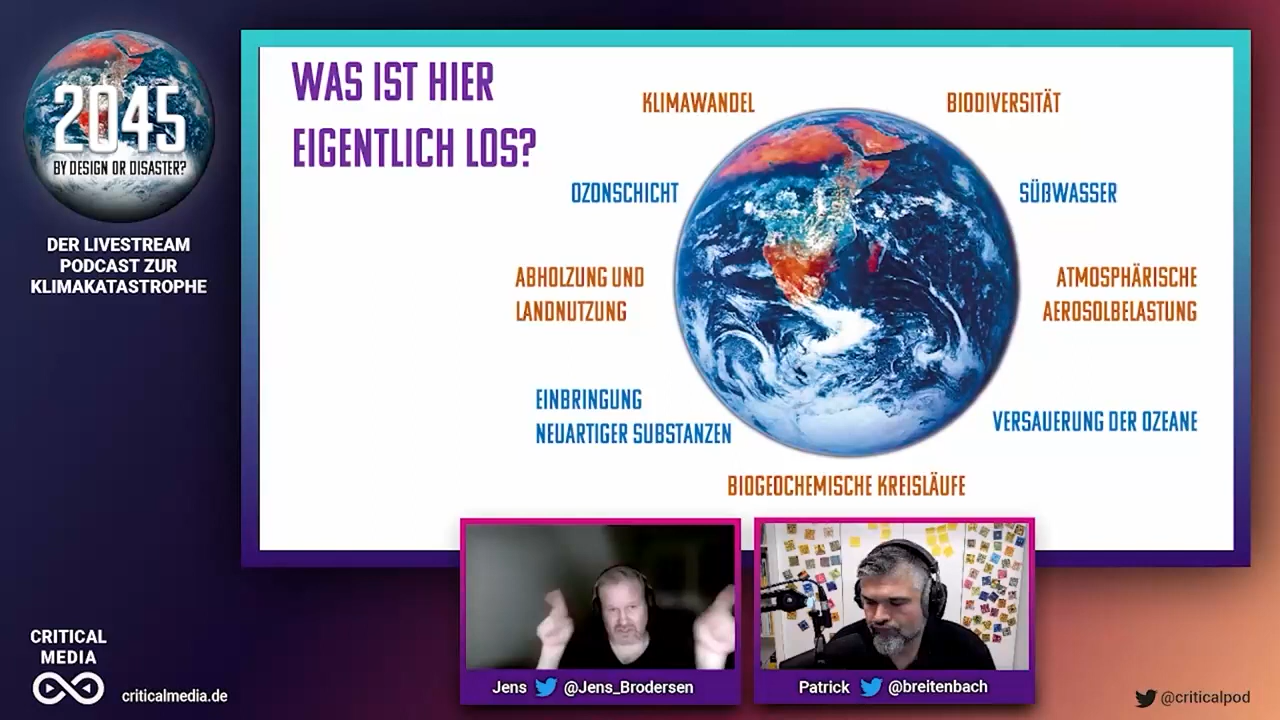 2045
BY DESIGN OR DISASTER?
DER LIVESTREAM
PODCAST ZUR
KLIMAKATASTROPHE
WAS IST HIER
EIGENTLICH LOS?
KLIMAWANDEL
BIODIVERSITÄT
OZONSCHICHT
SÜßWASSER
ABHOLZUNG UND
LANDNUTZUNG
ATMOSPHÄRISCHE
AEROSOLBELASTUNG
EINBRINGUNG
NEUARTIGER SUBSTANZEN
VERSAUERUNG DER OZEANE
BIOGEOCHEMISCHE KREISLÄUFE
Jens @Jens_Brodersen
Patrick @breitenbach
CRITICAL
MEDIA
criticalmedia.de
@criticalpod